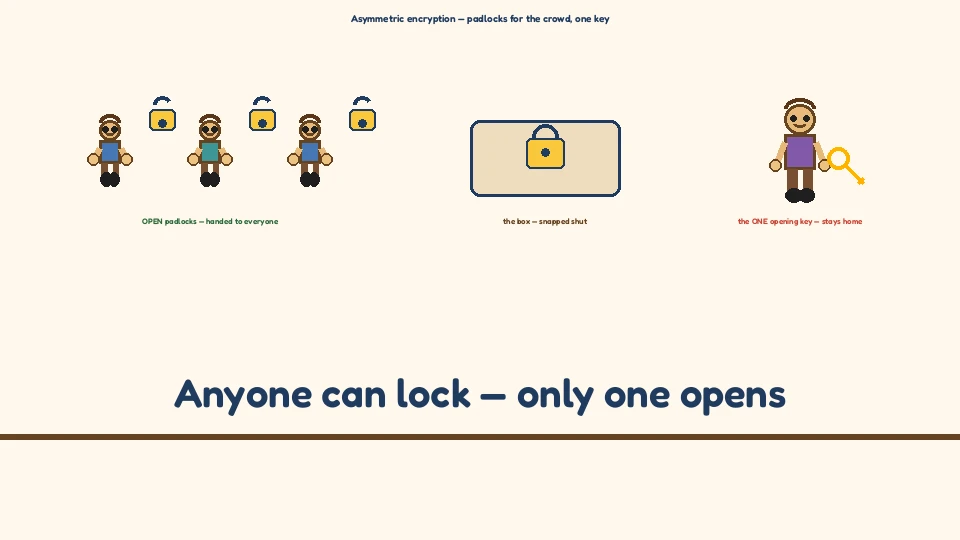 Asymmetric encryption — padlocks for the crowd, one key
OPEN padlocks — handed to everyone
the box — snapped shut
the ONE opening key — stays home
Anyone can lock — only one opens